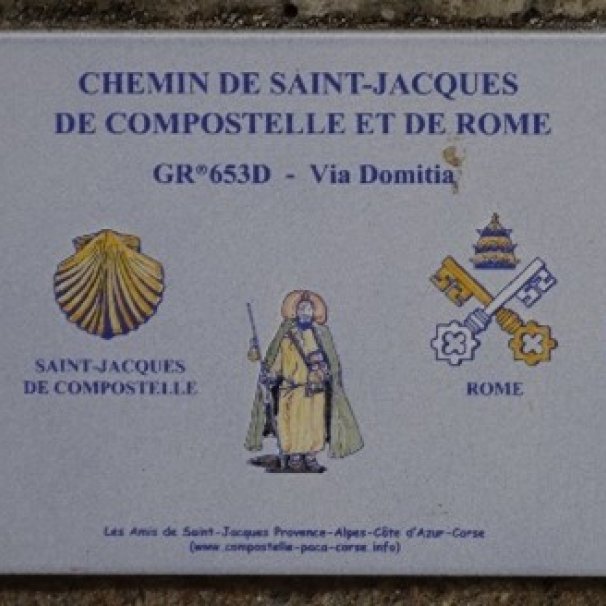 CHEMIN DE SAINT-JACQUES
DE COMPOSTELLE ET DE ROME
GR®653D - Via Domitia
SAINT-JACQUES
DE COMPOSTELLE
ROME
Les Amis de Saint-Jacques Provence-Alpes-Côte d'Azur-Corse
(www.compostelle-paca-corse.info)